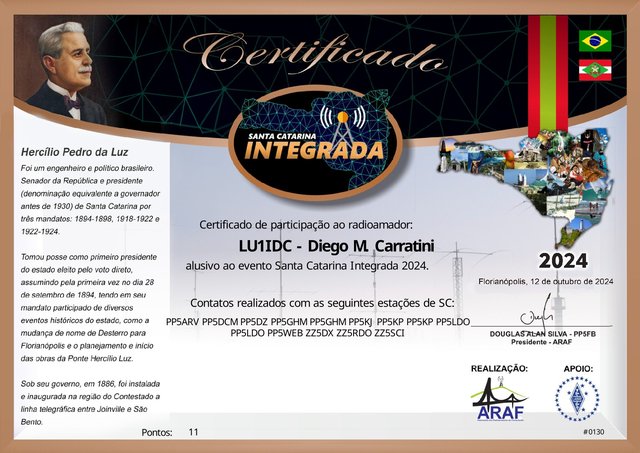 Certificado
SANTA CATARINA
INTEGRADA
Hercílio Pedro da Luz
Foi um engenheiro e político brasileiro.
Senador da República e presidente
(denominação equivalente a governador
antes de 1930) de Santa Catarina por
três mandatos: 1894-1898, 1918-1922 e
1922-1924.
Tomou posse como primeiro presidente
do estado eleito pelo voto direto,
assumindo pela primeira vez no dia 28
de setembro de 1894, tendo em seu
mandato participado de diversos
eventos históricos do estado, como a
mudança de nome de Desterro para
Florianópolis e o planejamento e início
das obras da Ponte Hercílio Luz.
Sob seu governo, em 1886, foi instalada
e inaugurada na região do Contestado a
linha telegráfica entre Joinville e São
Bento.
Certificado de participação ao radioamador:
LU1IDC - Diego M. Carratini
alusivo ao evento Santa Catarina Integrada 2024.
Contatos realizados com as seguintes estações de SC:
PP5ARV PP5DCM PP5DZ PP5GHM PP5GHM PP5KJ PP5KP PP5KP PP5LDO
PP5LDO PP5WEB ZZ5DX ZZ5RDO ZZ5SCI
Pontos: 11
2024
Florianópolis, 12 de outubro de 2024
DOUGLAS ALAN SILVA - PP5FB
Presidente - ARAF
REALIZAÇÃO: APOIO:
ARAF
#0130